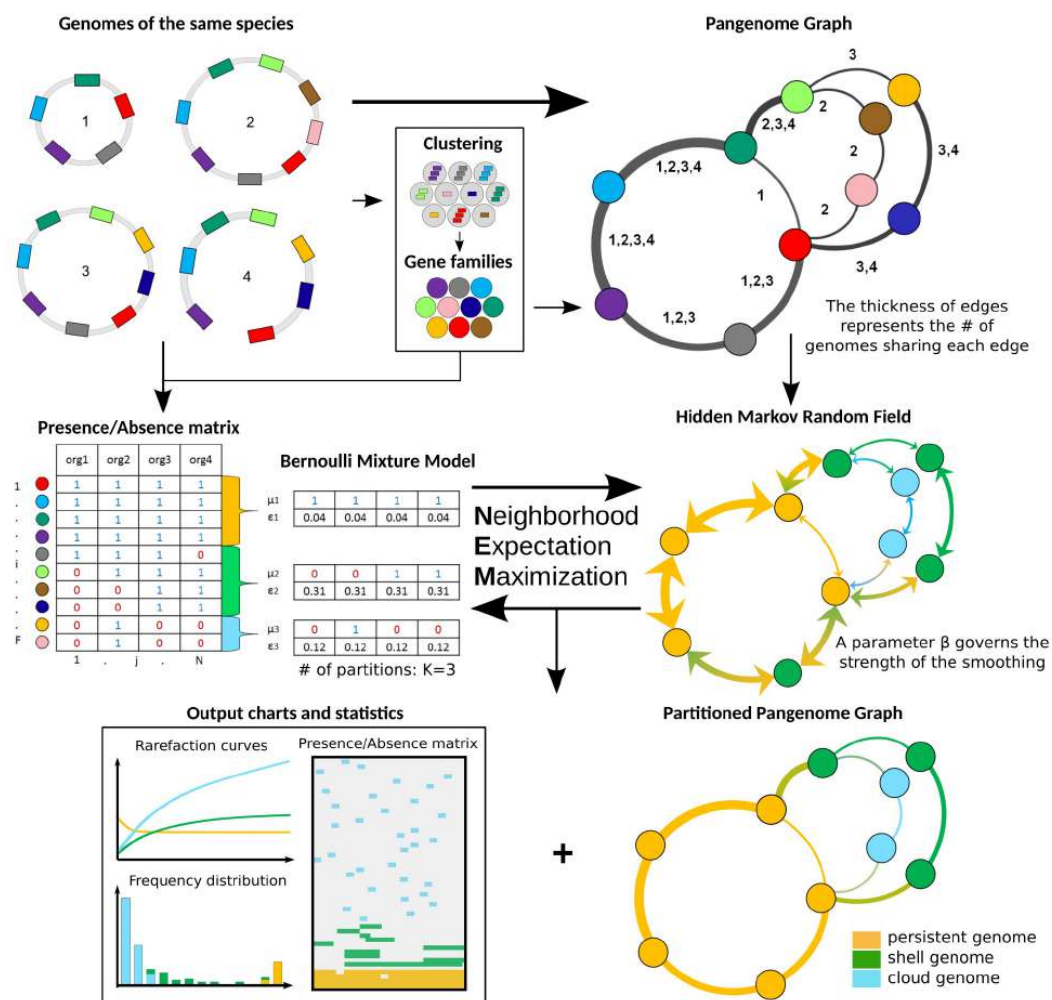 Genomes of the same species
1
2
3
4
Clustering
Gene families
Pangenome Graph
3
2
2,3,4
1,2,3,4
1
2
3,4
2
1,2,3,4
1,2,3
3,4
1,2,3
The thickness of edges
represents the # of
genomes sharing each edge
Presence/Absence matrix
org1 org2 org3 org4
1 1 1 1 1
. 1 1 1 1
. 1 1 1 1
. 1 1 1 1
. 1 1 1 0
i 0 1 1 1
. 0 0 1 1
. 0 0 1 1
. 0 1 0 0
F 0 1 0 0
1 . j . N
Bernoulli Mixture Model
μ1 1 1 1 1
ε1 0.04 0.04 0.04 0.04
μ2 0 0 1 1
ε2 0.31 0.31 0.31 0.31
μ3 0 1 0 0
ε3 0.12 0.12 0.12 0.12
# of partitions: K=3
Neighborhood
Expectation
Maximization
Hidden Markov Random Field
A parameter β governs the
strength of the smoothing
Output charts and statistics
Rarefaction curves
Presence/Absence matrix
Frequency distribution
+
Partitioned Pangenome Graph
persistent genome
shell genome
cloud genome